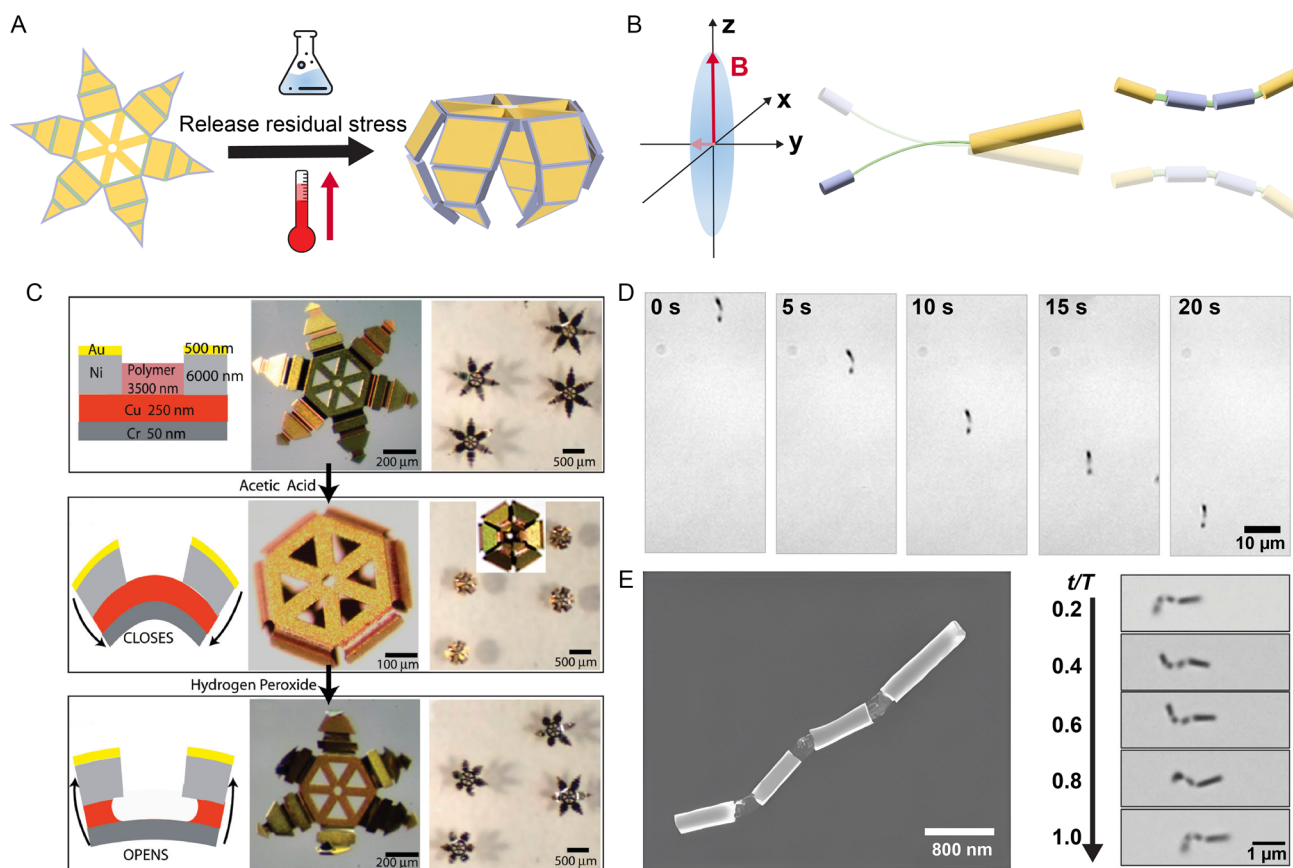 A
Release residual stress
B
z
B
x
y
C
Au
500 nm
Ni
Polymer
3500 nm
6000 nm
Cu 250 nm
Cr 50 nm
200 µm
500 µm
Acetic Acid
CLOSES
100 µm
500 µm
Hydrogen Peroxide
OPENS
200 µm
500 µm
D
0 s
5 s
10 s
15 s
20 s
10 µm
E
800 nm
t/T
0.2
0.4
0.6
0.8
1.0
1 µm